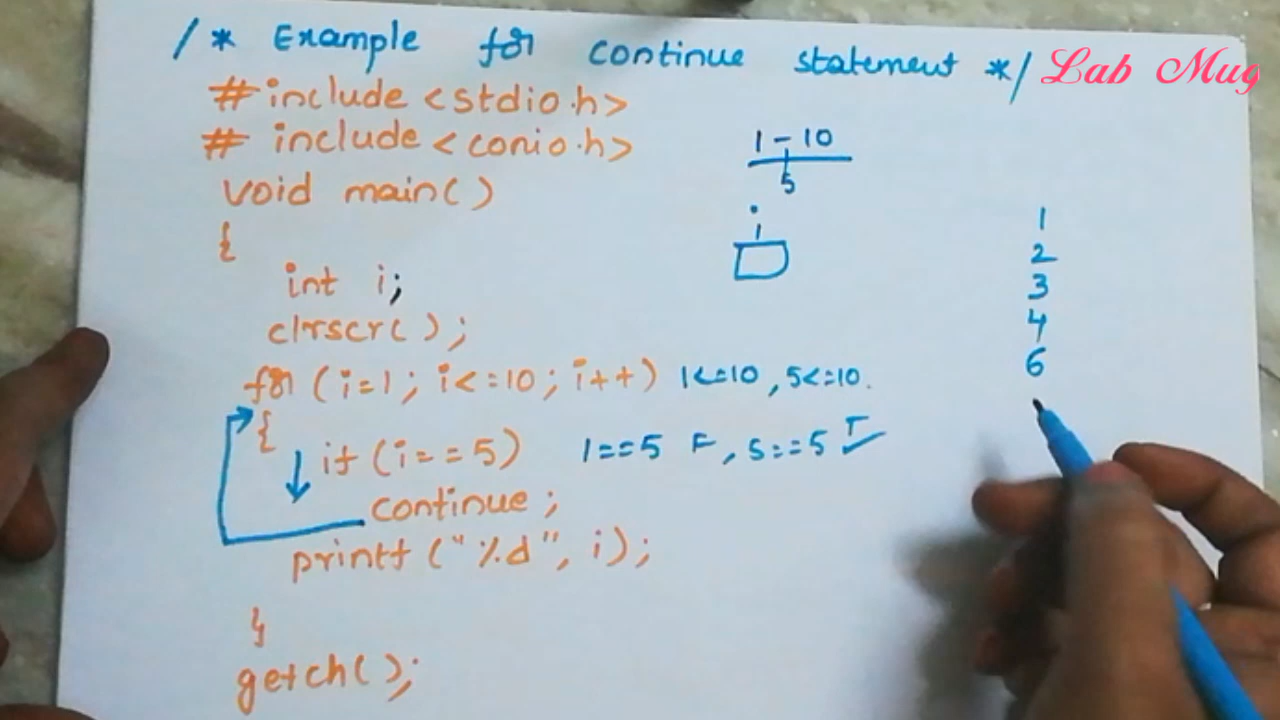 /* Example for continue statement */
Lab Mug
#include <stdio.h>
# include <conio.h>
void main()
{
int i;
clrscr();
for (i=1; i<=10; i++) 1<=10, 5<=10.
{
if (i==5) 1==5 F, 5==5 T
continue;
printf ("%d", i);
}
getch();
1-10
5
i
1
2
3
4
6